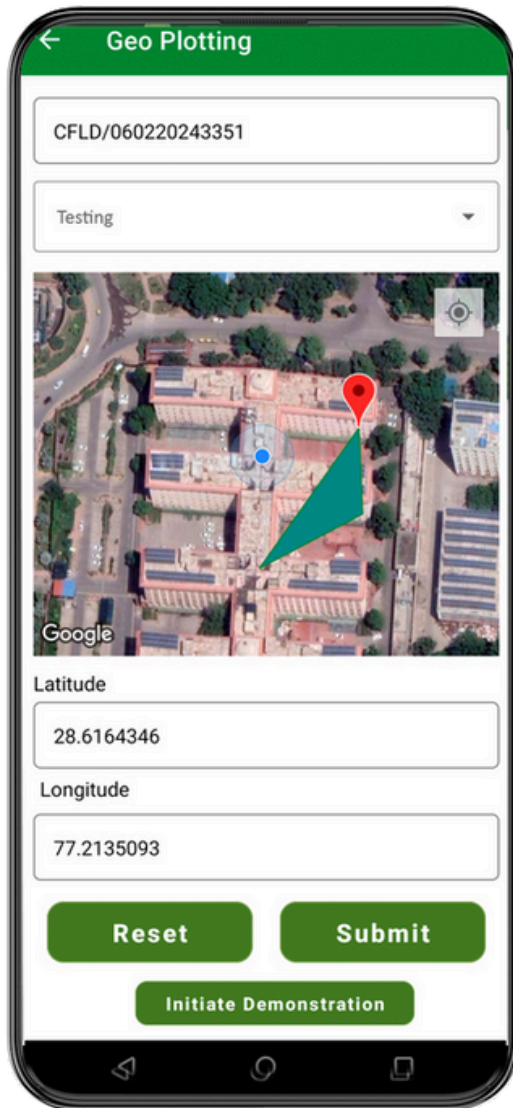 Geo Plotting
CFLD/060220243351
Testing
Google
Latitude
28.6164346
Longitude
77.2135093
Reset Submit
Initiate Demonstration